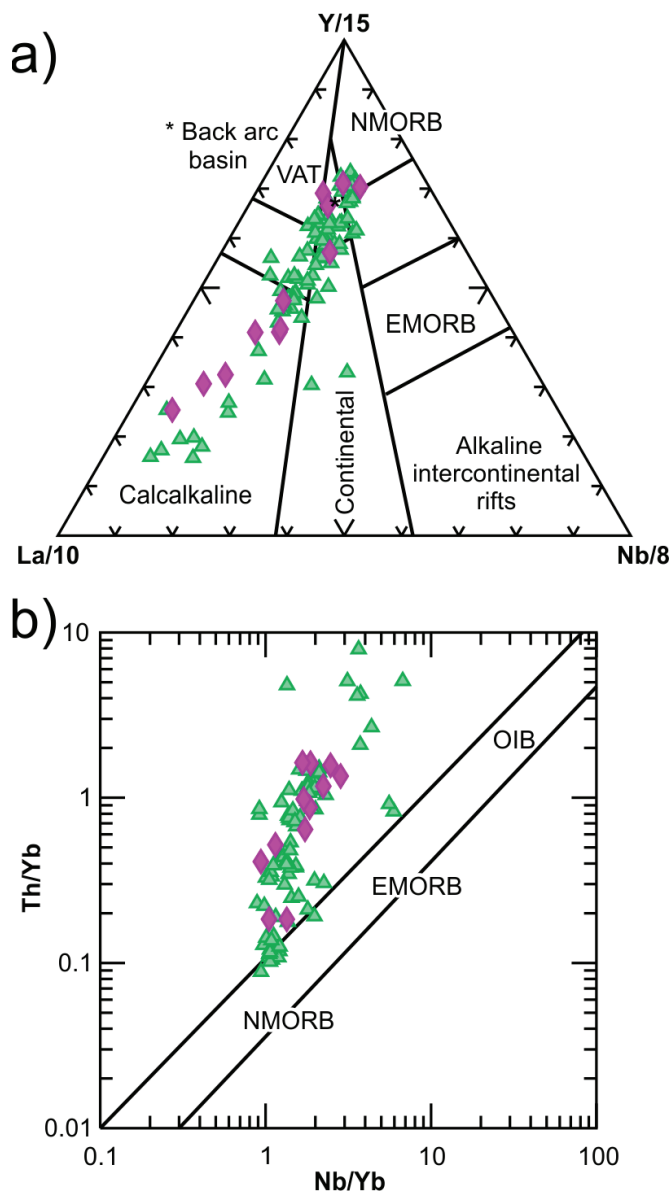 a)
Y/15
NMORB
* Back arc
basin
VAT
*
EMORB
Continental
Alkaline
intercontinental
rifts
Calcalkaline
La/10
Nb/8
b)
10
OIB
1
EMORB
Th/Yb
0.1
NMORB
0.01
0.1
1
10
100
Nb/Yb